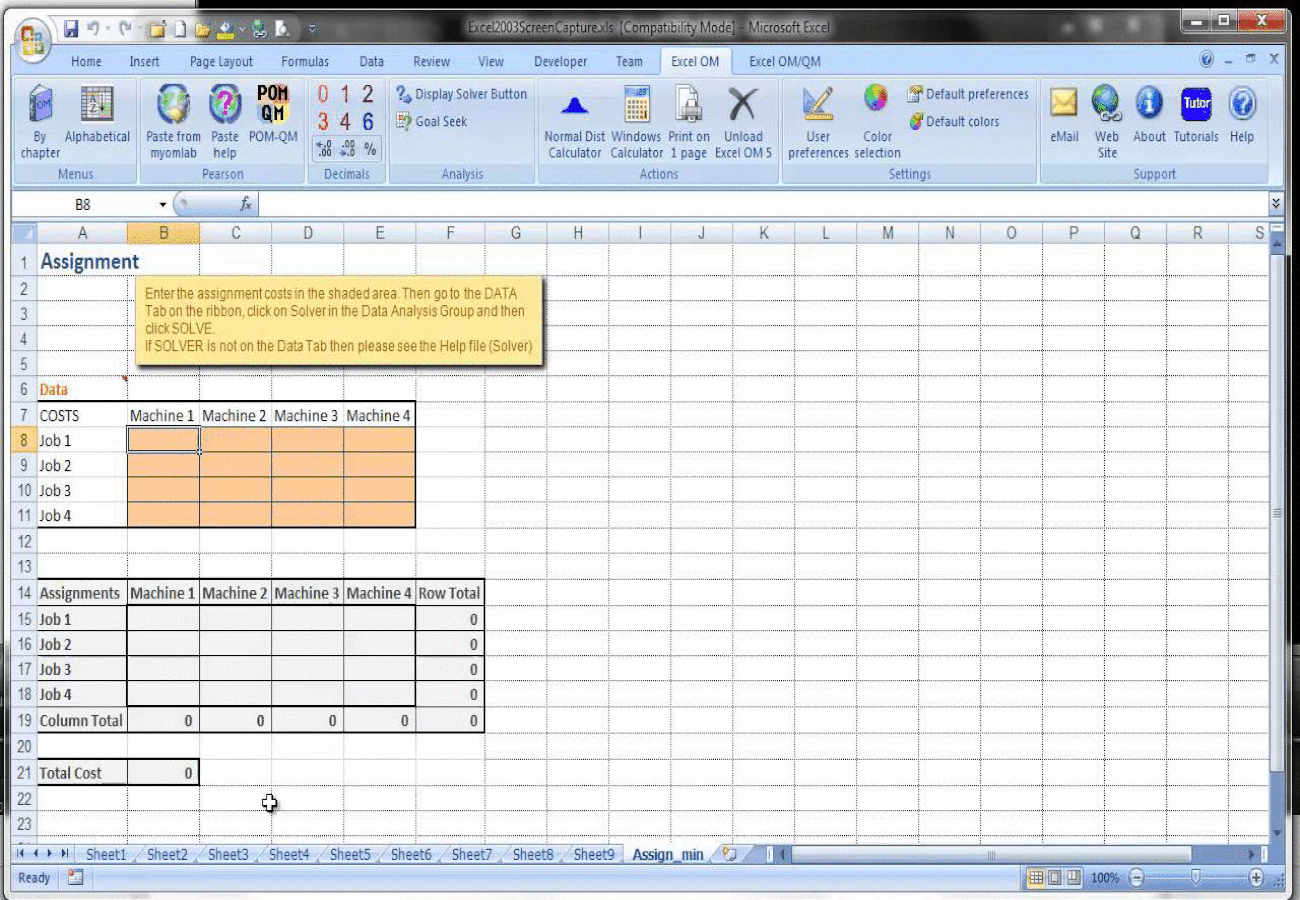 Excel2003ScreenCapture.xls [Compatibility Mode] - Microsoft Excel
Home Insert Page Layout Formulas Data Review View Developer Team Excel OM Excel OM/QM
By chapter
Alphabetical
Menus
Paste from myomlab
Paste help
POM QM
POM-QM
Pearson
0 1 2
3 4 6
Decimals
Display Solver Button
Goal Seek
Analysis
Normal Dist Calculator
Windows Calculator
Print on 1 page
Unload Excel OM 5
Actions
User preferences
Color selection
Default preferences
Default colors
Settings
eMail
Web Site
About
Tutor
Tutorials
Help
Support
B8 fx
A B C D E F G H I J K L M N O P Q R S
1 Assignment
2
Enter the assignment costs in the shaded area. Then go to the DATA
Tab on the ribbon, click on Solver in the Data Analysis Group and then
click SOLVE.
If SOLVER is not on the Data Tab then please see the Help file (Solver)
3
4
5
6 Data
7 COSTS Machine 1 Machine 2 Machine 3 Machine 4
8 Job 1
9 Job 2
10 Job 3
11 Job 4
12
13
14 Assignments Machine 1 Machine 2 Machine 3 Machine 4 Row Total
15 Job 1 0
16 Job 2 0
17 Job 3 0
18 Job 4 0
19 Column Total 0 0 0 0 0
20
21 Total Cost 0
22
23
Sheet1 Sheet2 Sheet3 Sheet4 Sheet5 Sheet6 Sheet7 Sheet8 Sheet9 Assign_min
Ready 100%